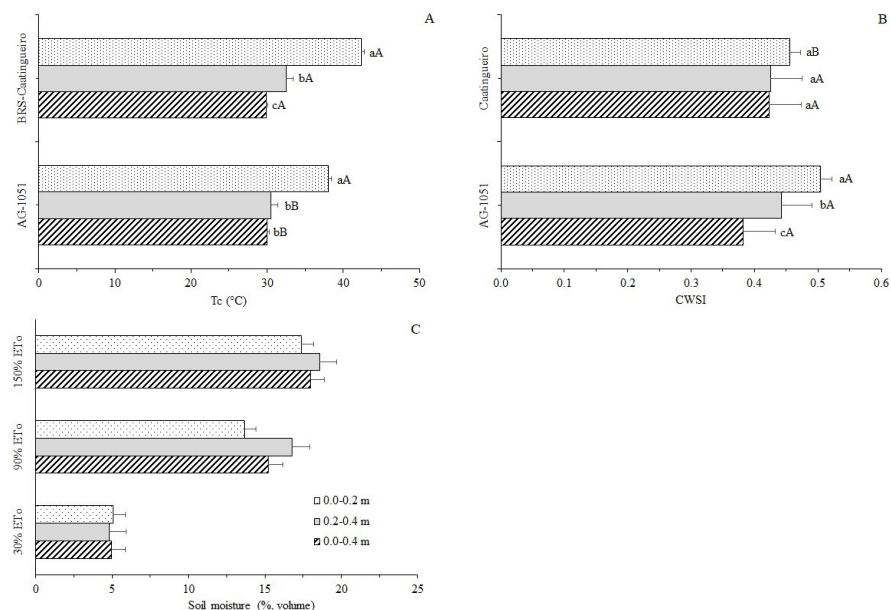 A
BRS-Caatingueiro
aA
bA
cA
AG-1051
aA
bB
bB
0 10 20 30 40 50
Tc (°C)
B
Caatingueiro
aB
aA
aA
AG-1051
aA
bA
cA
0.0 0.1 0.2 0.3 0.4 0.5 0.6
CWSI
C
150% ETo
90% ETo
30% ETo
0.0-0.2 m
0.2-0.4 m
0.0-0.4 m
0 5 10 15 20 25
Soil moisture (%, volume)